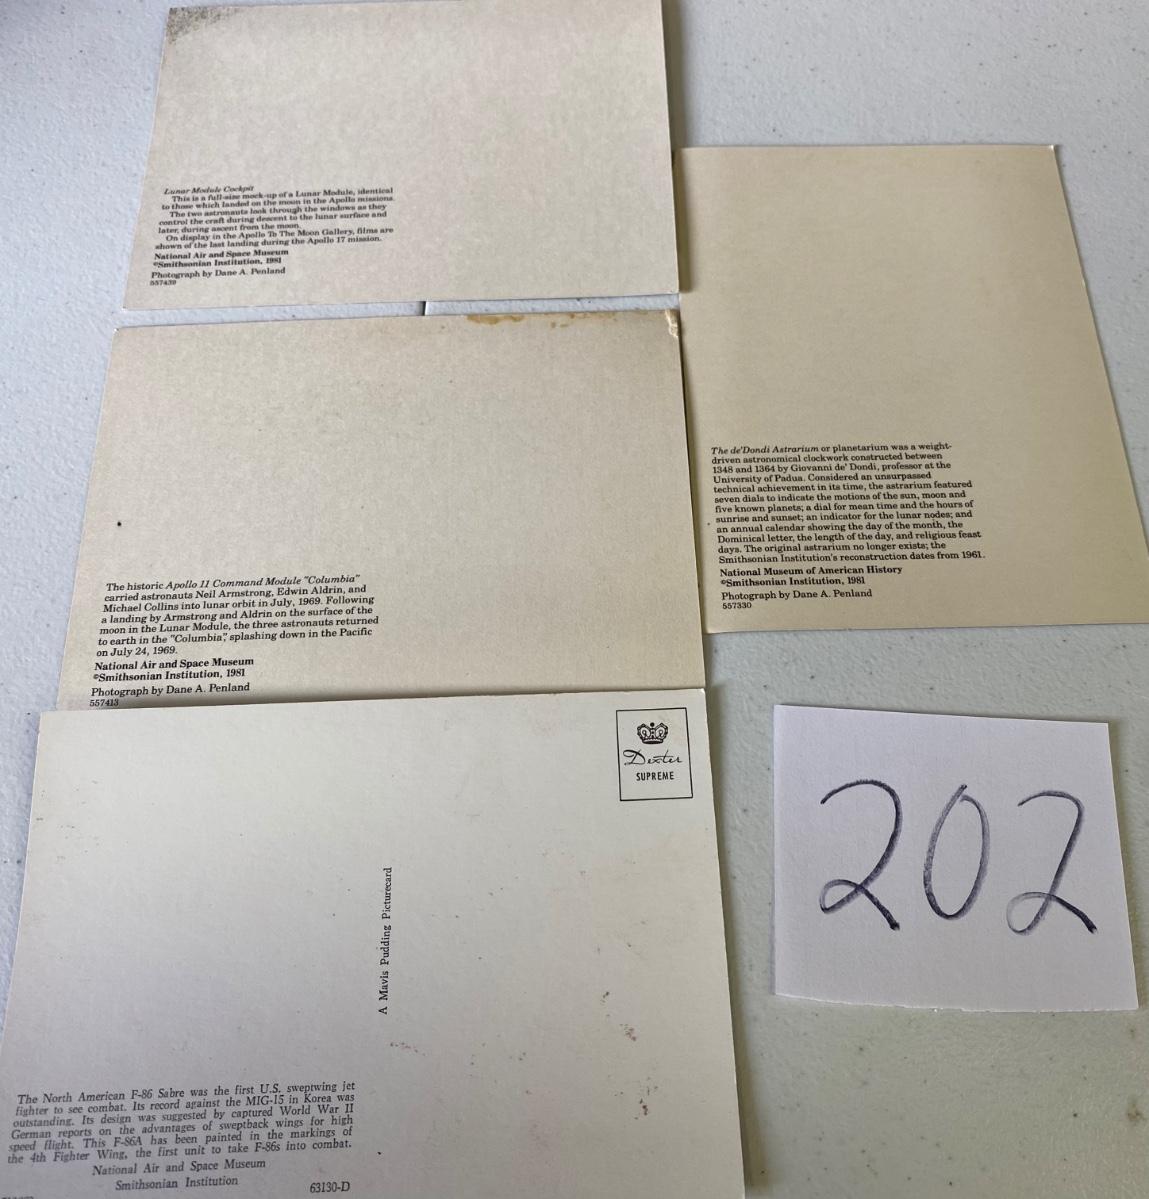 Lunar Module Cockpit
This is a full-size mock-up of a Lunar Module, identical
to those which landed on the moon in the Apollo missions.
The two astronauts look through the windows as they
control the craft during descent to the lunar surface and
later, during ascent from the moon.
On display in the Apollo To The Moon Gallery, films are
shown of the last landing during the Apollo 17 mission.
National Air and Space Museum
©Smithsonian Institution, 1981
Photograph by Dane A. Penland
557439
The de'Dondi Astrarium or planetarium was a weight-
driven astronomical clockwork constructed between
1348 and 1364 by Giovanni de' Dondi, professor at the
University of Padua. Considered an unsurpassed
technical achievement in its time, the astrarium featured
seven dials to indicate the motions of the sun, moon and
five known planets; a dial for mean time and the hours of
sunrise and sunset; an indicator for the lunar nodes; and
an annual calendar showing the day of the month, the
Dominical letter, the length of the day, and religious feast
days. The original astrarium no longer exists; the
Smithsonian Institution's reconstruction dates from 1961.
National Museum of American History
©Smithsonian Institution, 1981
Photograph by Dane A. Penland
557330
The historic Apollo 11 Command Module "Columbia"
carried astronauts Neil Armstrong, Edwin Aldrin, and
Michael Collins into lunar orbit in July, 1969. Following
a landing by Armstrong and Aldrin on the surface of the
moon in the Lunar Module, the three astronauts returned
to earth in the "Columbia", splashing down in the Pacific
on July 24, 1969.
National Air and Space Museum
©Smithsonian Institution, 1981
Photograph by Dane A. Penland
557413
Dexter
SUPREME
A Mavis Pudding Picturecard
202
The North American F-86 Sabre was the first U.S. sweptwing jet
fighter to see combat. Its record against the MIG-15 in Korea was
outstanding. Its design was suggested by captured World War II
German reports on the advantages of sweptback wings for high
speed flight. This F-86A has been painted in the markings of
the 4th Fighter Wing, the first unit to take F-86s into combat.
National Air and Space Museum
Smithsonian Institution
63130-D